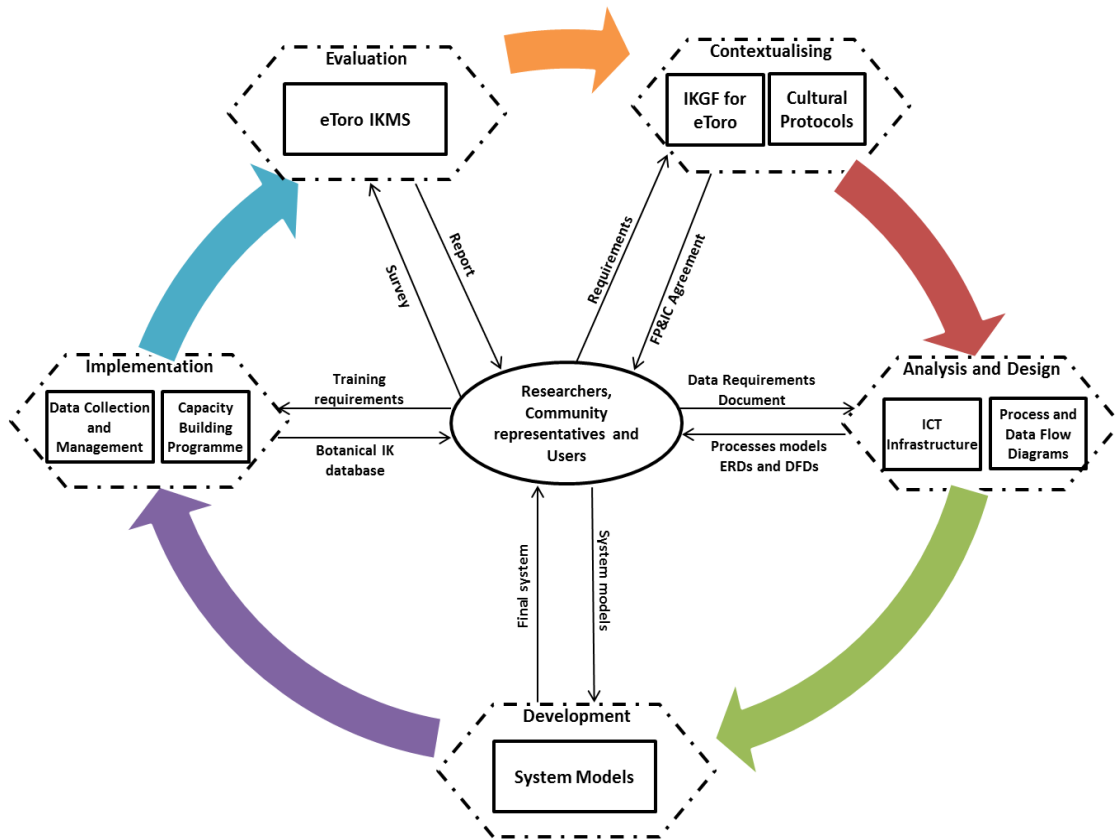 Evaluation
eToro IKMS
Contextualising
IKGF for
eToro
Cultural
Protocols
Report
Survey
Requirements
FP&IC Agreement
Implementation
Data Collection
and
Management
Capacity
Building
Programme
Training
requirements
Botanical IK
database
Researchers,
Community
representatives and
Users
Data Requirements
Document
Processes models
ERDs and DFDs
Analysis and Design
ICT
Infrastructure
Process and
Data Flow
Diagrams
Final system
System models
Development
System Models